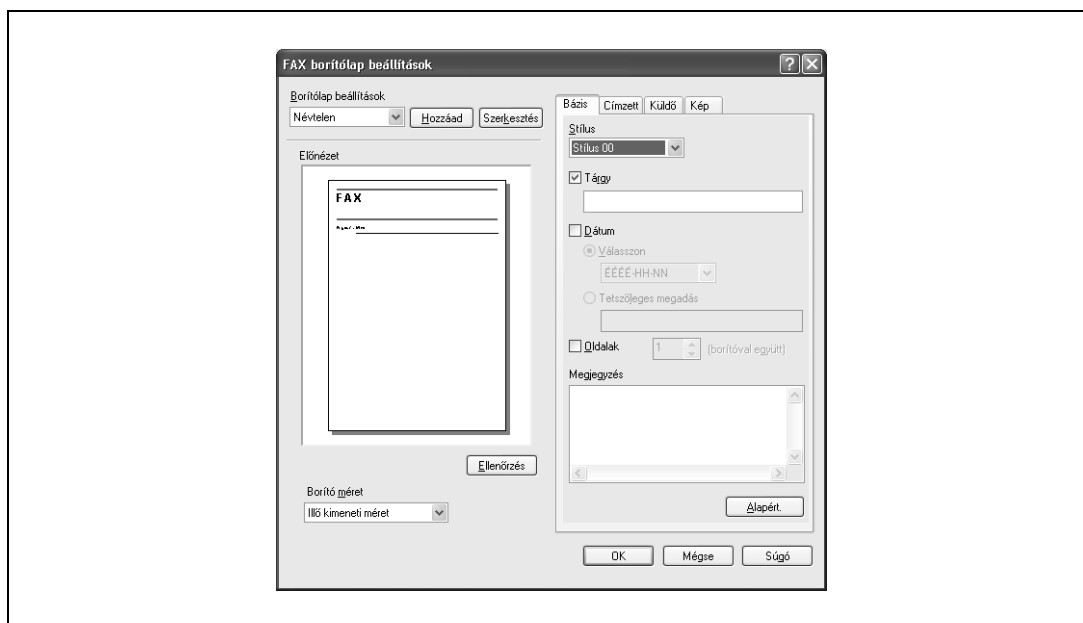 FAX borítólap beállítások
Borítólap beállítások
Névtelen
Hozzáad
Szerkesztés
Előnézet
FAX
Ellenőrzés
Borító méret
Illő kimeneti méret
Bázis
Címzett
Küldő
Kép
Stílus
Stílus 00
Tárgy
Dátum
Válasszon
ÉÉÉÉ-HH-NN
Tetszőleges megadás
Oldalak
1
(borítóval együtt)
Megjegyzés
Alapért.
OK
Mégse
Súgó